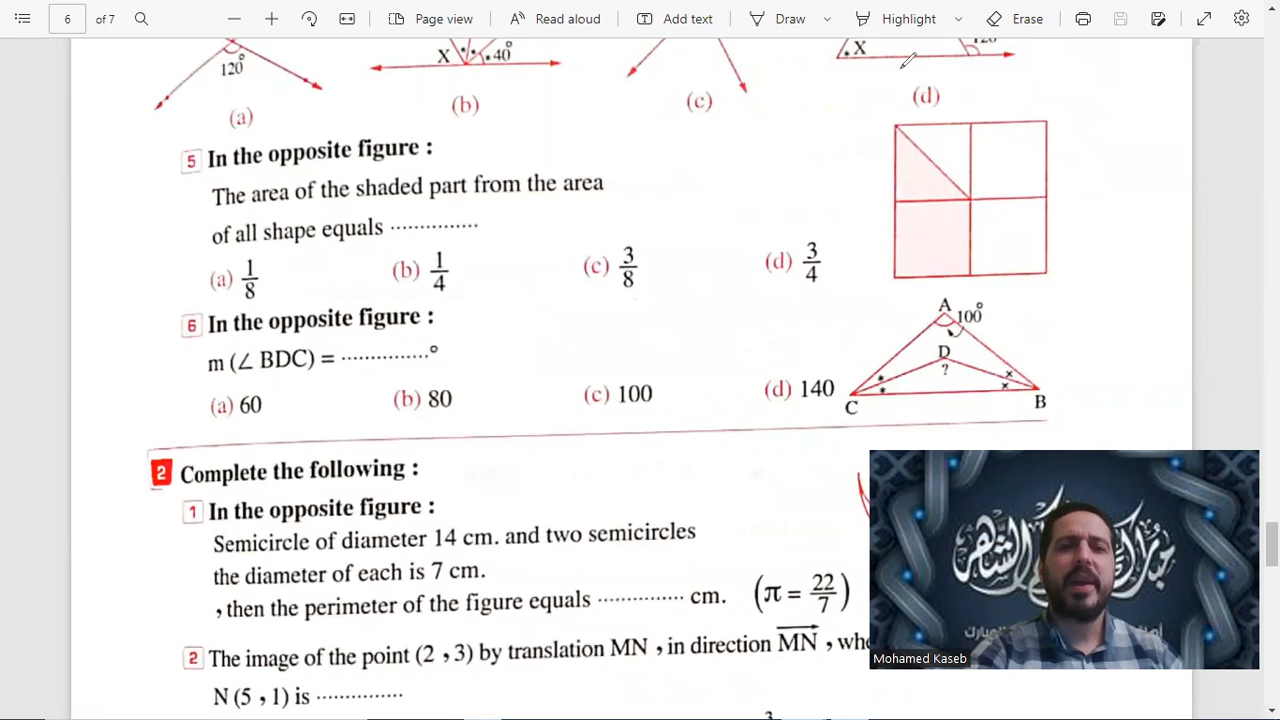 6 of 7
Page view
Read aloud
Add text
Draw
Highlight
Erase
120°
X 40°
X 120°
(a) (b) (c) (d)
5 In the opposite figure :
The area of the shaded part from the area
of all shape equals ...............
(a) 1/8 (b) 1/4 (c) 3/8 (d) 3/4
6 In the opposite figure :
m (∠ BDC) = ...............°
(a) 60 (b) 80 (c) 100 (d) 140
A 100°
D
?
C B
2 Complete the following :
1 In the opposite figure :
Semicircle of diameter 14 cm. and two semicircles
the diameter of each is 7 cm.
, then the perimeter of the figure equals ............... cm. (π = 22/7)
2 The image of the point (2 , 3) by translation MN , in direction MN ,
N (5 , 1) is ...............
3
Mohamed Kaseb